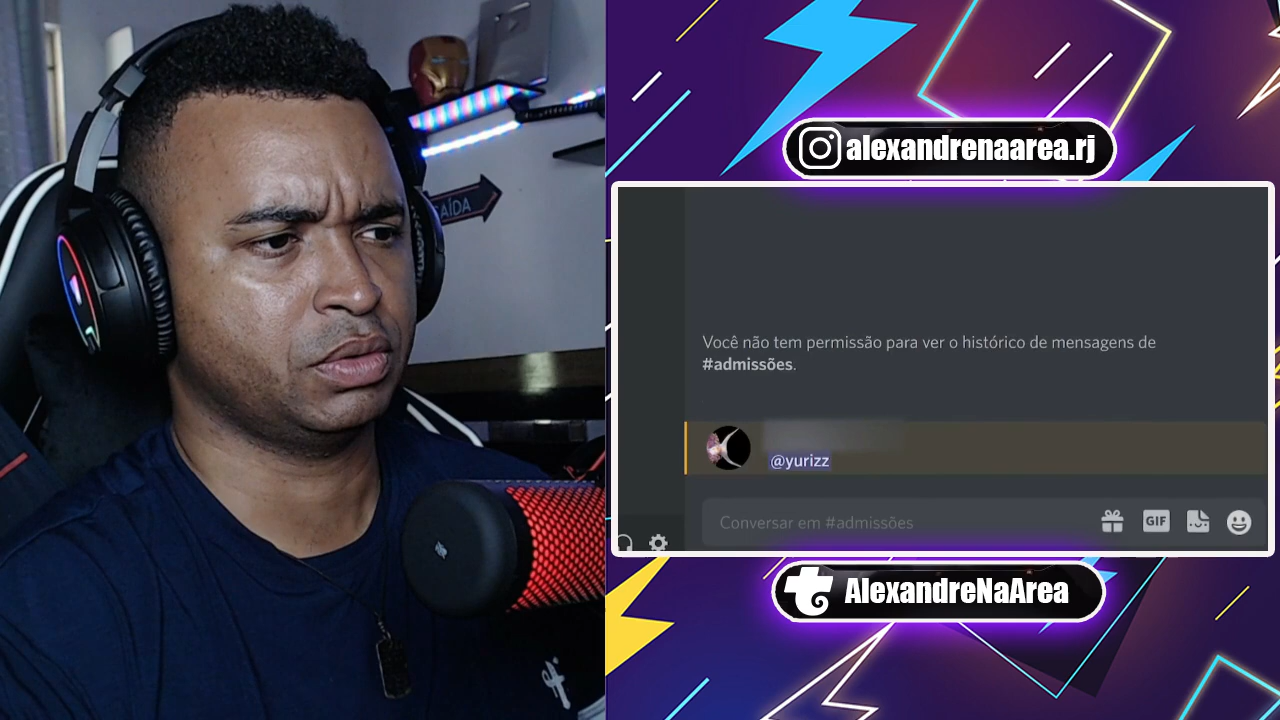 SAÍDA
alexandrenaarea.rj
Você não tem permissão para ver o histórico de mensagens de
#admissões.
@yurizz
Conversar em #admissões
GIF
AlexandreNaArea